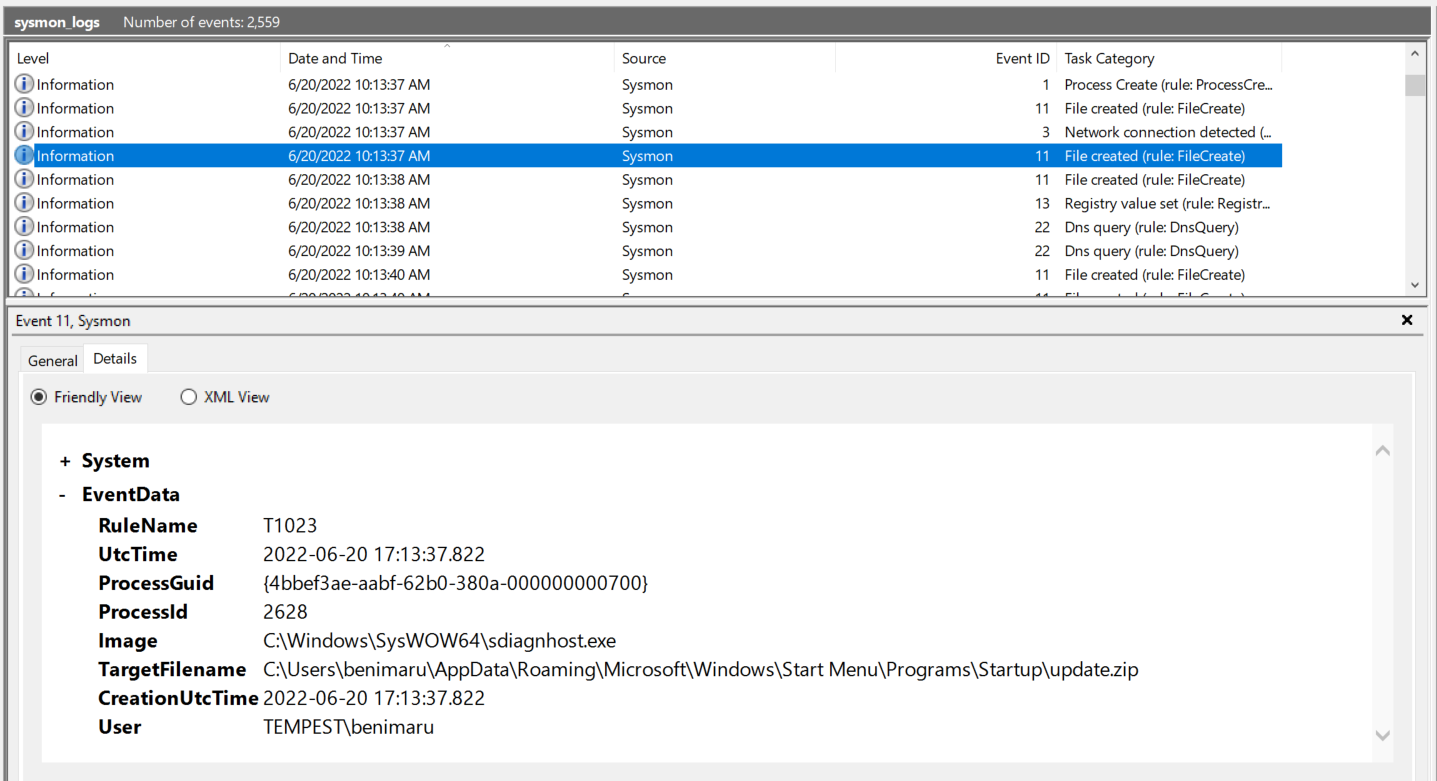 sysmon_logs Number of events: 2,559
Level Date and Time Source Event ID Task Category
Information 6/20/2022 10:13:37 AM Sysmon 1 Process Create (rule: ProcessCre...
Information 6/20/2022 10:13:37 AM Sysmon 11 File created (rule: FileCreate)
Information 6/20/2022 10:13:37 AM Sysmon 3 Network connection detected (...
Information 6/20/2022 10:13:37 AM Sysmon 11 File created (rule: FileCreate)
Information 6/20/2022 10:13:38 AM Sysmon 11 File created (rule: FileCreate)
Information 6/20/2022 10:13:38 AM Sysmon 13 Registry value set (rule: Registr...
Information 6/20/2022 10:13:38 AM Sysmon 22 Dns query (rule: DnsQuery)
Information 6/20/2022 10:13:39 AM Sysmon 22 Dns query (rule: DnsQuery)
Information 6/20/2022 10:13:40 AM Sysmon 11 File created (rule: FileCreate)
Event 11, Sysmon
General Details
Friendly View XML View
+ System
- EventData
RuleName T1023
UtcTime 2022-06-20 17:13:37.822
ProcessGuid {4bbef3ae-aabf-62b0-380a-000000000700}
ProcessId 2628
Image C:\Windows\SysWOW64\sdiagnhost.exe
TargetFilename C:\Users\benimaru\AppData\Roaming\Microsoft\Windows\Start Menu\Programs\Startup\update.zip
CreationUtcTime 2022-06-20 17:13:37.822
User TEMPEST\benimaru